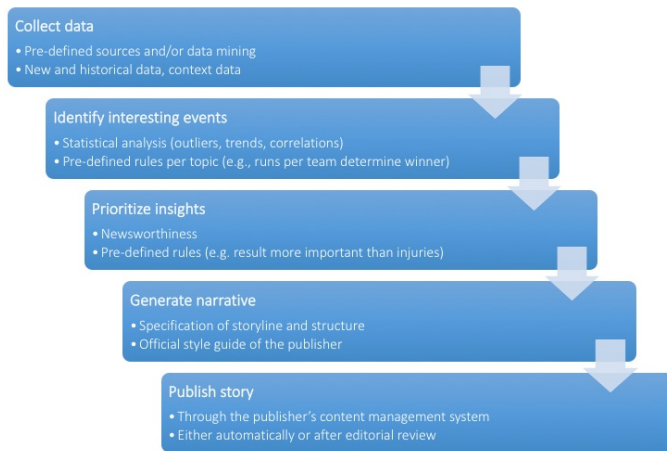 Collect data
• Pre-defined sources and/or data mining
• New and historical data, context data
Identify interesting events
• Statistical analysis (outliers, trends, correlations)
• Pre-defined rules per topic (e.g., runs per team determine winner)
Prioritize insights
• Newsworthiness
• Pre-defined rules (e.g. result more important than injuries)
Generate narrative
• Specification of storyline and structure
• Official style guide of the publisher
Publish story
• Through the publisher's content management system
• Either automatically or after editorial review